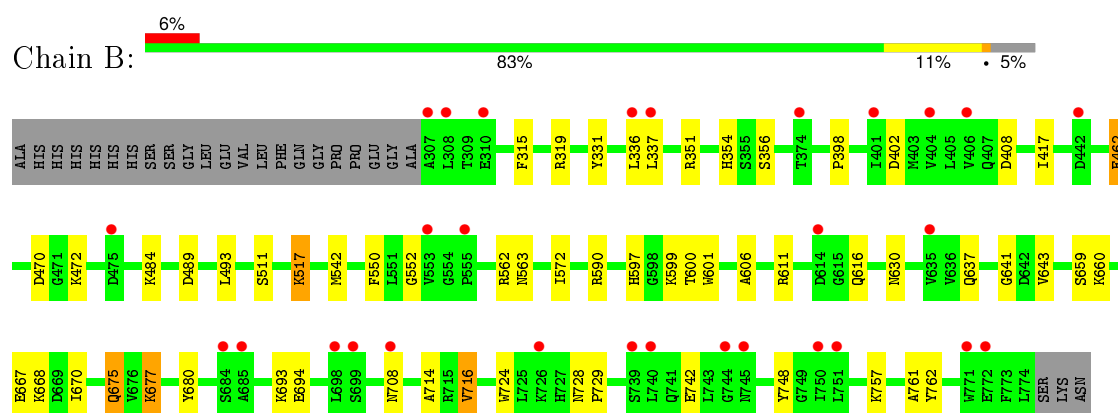 6%
Chain B:
83% 11% • 5%
ALA HIS HIS HIS HIS HIS HIS SER SER GLY LEU GLU VAL LEU PHE GLN GLY PRO PRO GLU GLY ALA A307 L308 T309 E310 F315 R319 Y331 L336 L337 R351 H354 S355 S356 T374 P398 I401 D402 M403 V404 L405 V406 Q407 D408 I417 D442
D470 G471 K472 D475 K484 D489 L493 S511 K517 M542 F550 L551 G552 V553 G554 P555 R562 N563 I572 R590 H597 G598 K599 T600 W601 A606 R611 D614 G615 Q616 N630 V635 V636 Q637 G641 D642 V643 S659 K660
E667 K668 D669 I670 Q675 V676 K677 Y680 S684 A685 K693 E694 L698 S699 N708 A714 R715 V716 W724 L725 K726 H727 N728 P729 S739 L740 Q741 E742 L743 G744 N745 Y748 G749 I750 L751 K757 A761 Y762 W771 E772 F773 L774 SER LYS ASN